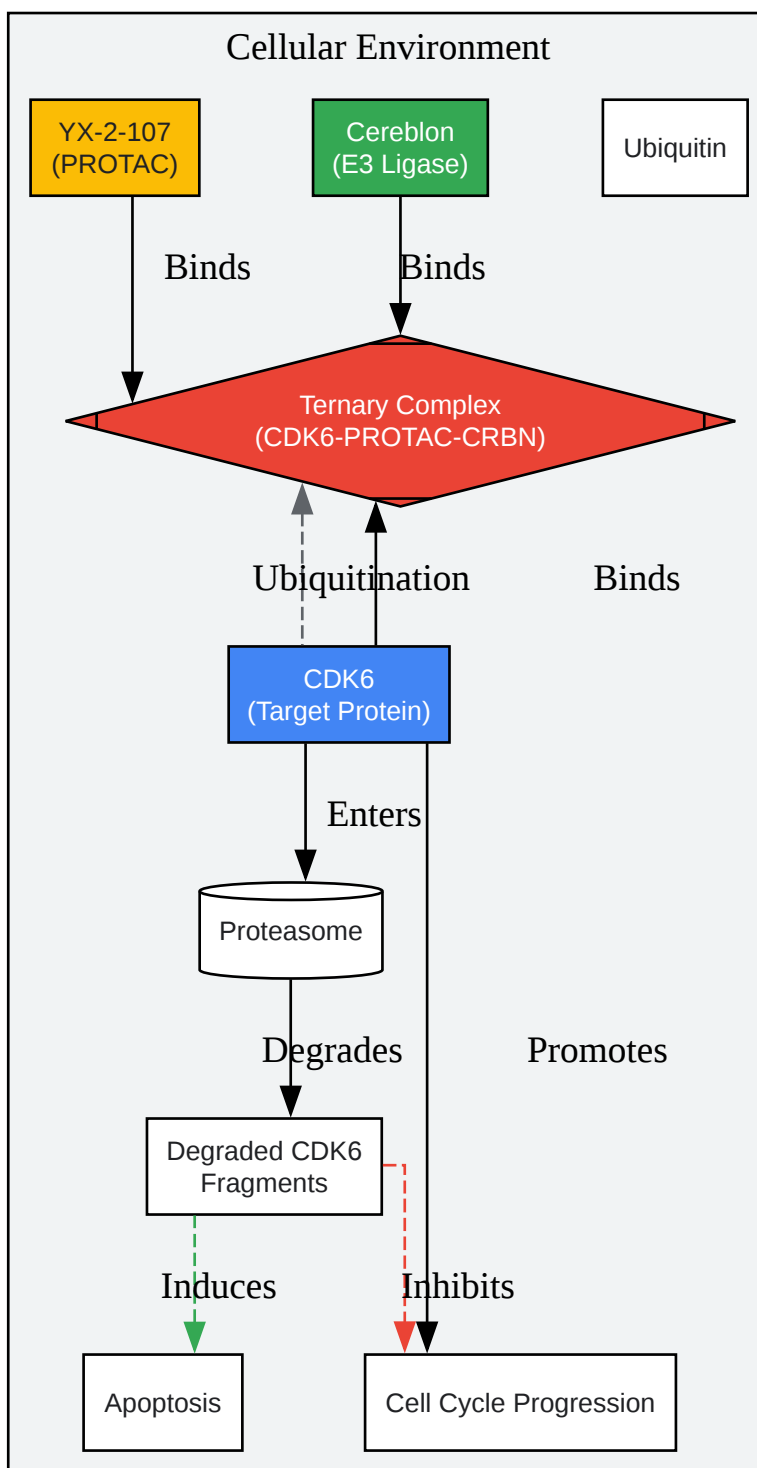 Cellular Environment
YX-2-107
(PROTAC)
Cereblon
(E3 Ligase)
Ubiquitin
Binds
Binds
Ternary Complex
(CDK6-PROTAC-CRBN)
Ubiquitination
Binds
CDK6
(Target Protein)
Enters
Proteasome
Degrades
Promotes
Degraded CDK6
Fragments
Induces
Inhibits
Apoptosis
Cell Cycle Progression